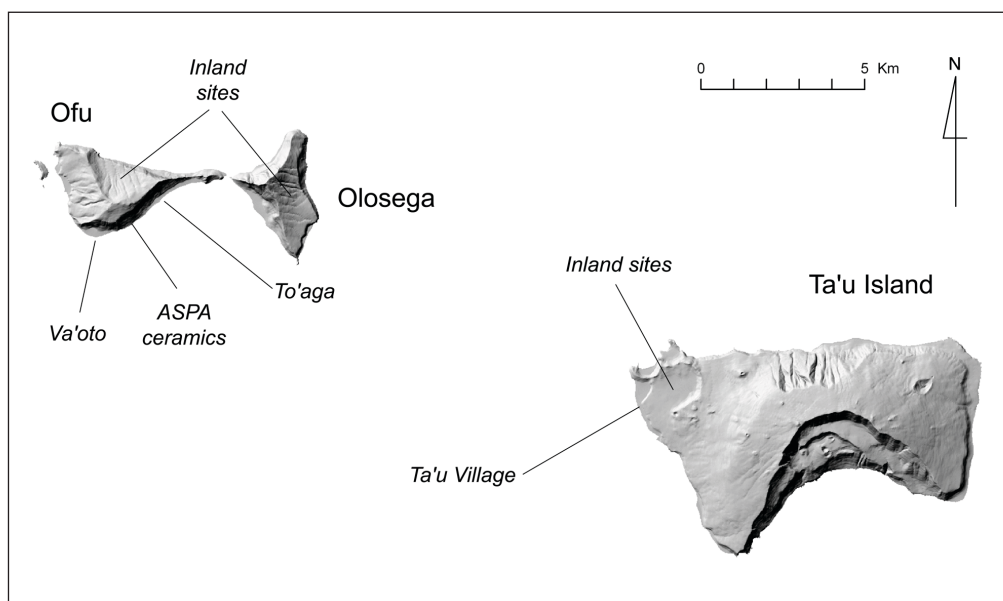 Inland
sites
Ofu
Olosega
To'aga
ASPA
ceramics
Va'oto
0 5 Km
N
Inland sites
Ta'u Island
Ta'u Village